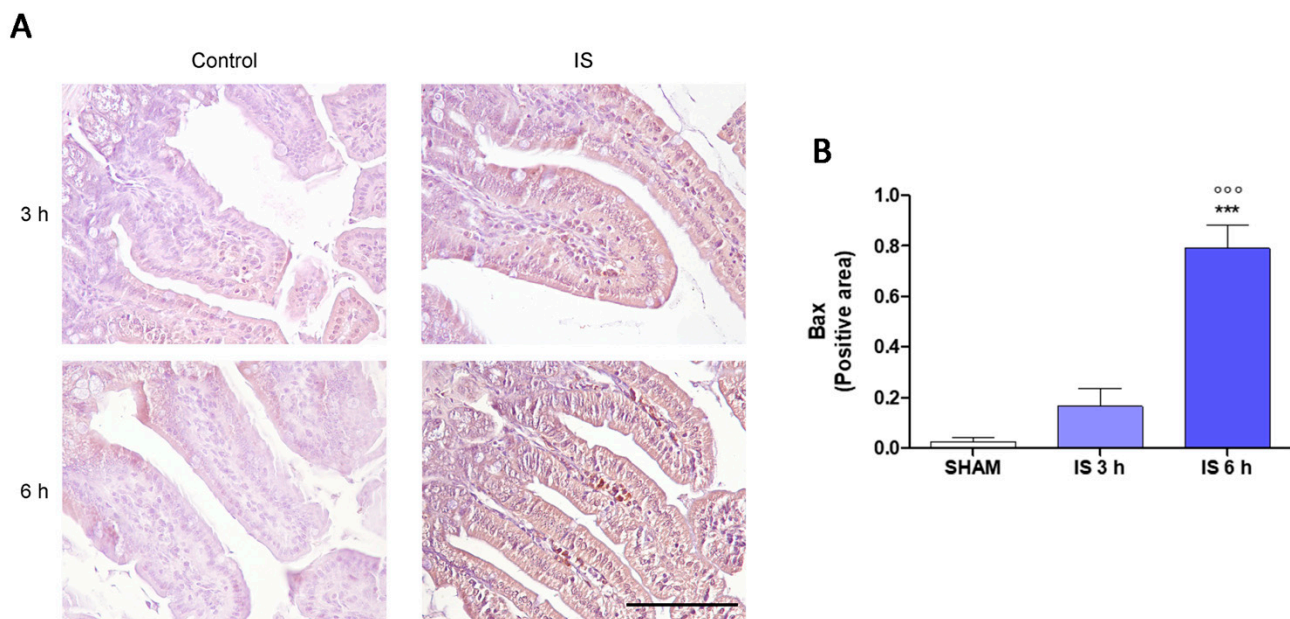 A
Control IS
3 h
6 h
B
Bax
(Positive area)
1.0
0.8
0.6
0.4
0.2
0.0
°°°
***
SHAM IS 3 h IS 6 h